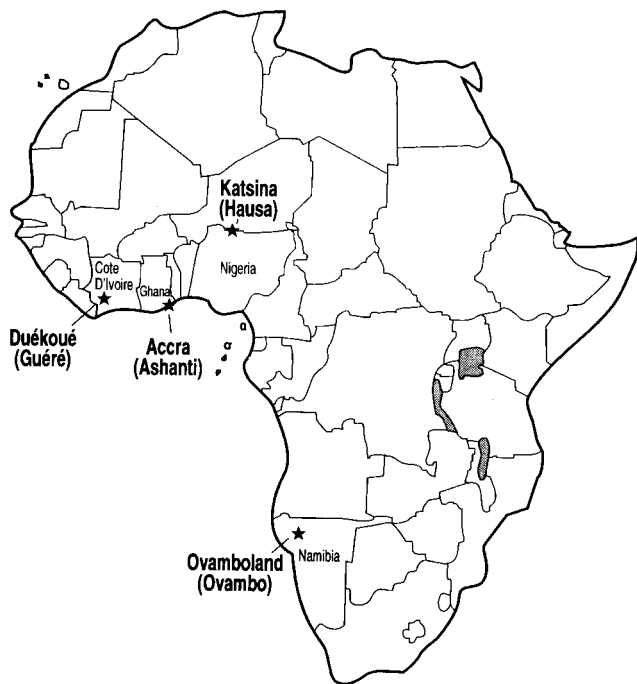 Katsina
(Hausa)
Cote
D'Ivoire
Ghana
Nigeria
Duékoué
(Guéré)
Accra
(Ashanti)
Ovamboland
(Ovambo)
Namibia